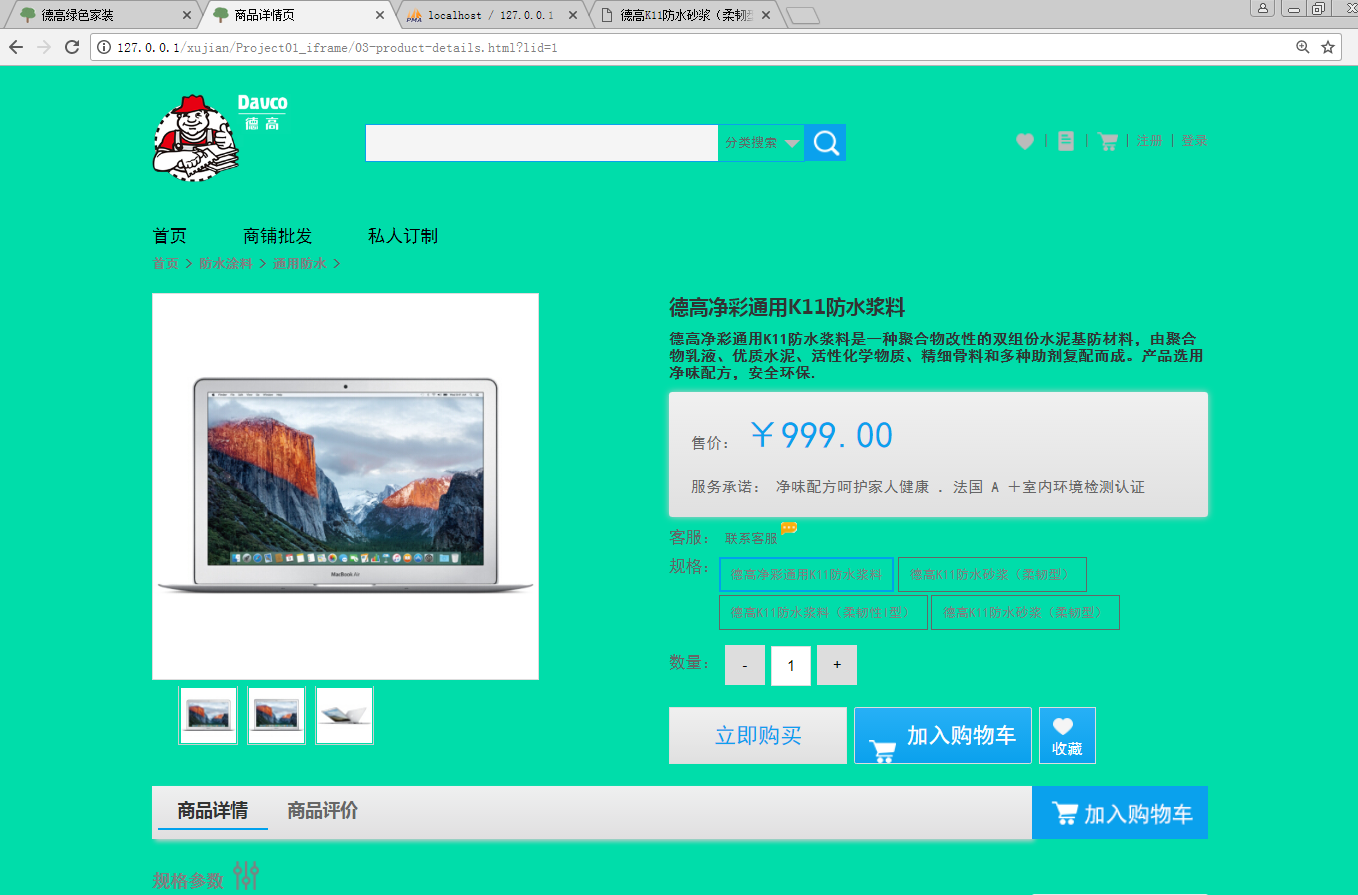 德高绿色家装
商品详情页
localhost / 127.0.0.1
德高K11防水砂浆（柔韧
127.0.0.1/xujian/Project01_iframe/03-product-details.html?lid=1
Davco
德高
分类搜索
注册
登录
首页 商铺批发 私人订制
首页 > 防水涂料 > 通用防水 >
德高净彩通用K11防水浆料
德高净彩通用K11防水浆料是一种聚合物改性的双组份水泥基防材料，由聚合
物乳液、优质水泥、活性化学物质、精细骨料和多种助剂复配而成。产品选用
净味配方，安全环保.
售价： ￥999.00
服务承诺： 净味配方呵护家人健康 . 法国 A ＋室内环境检测认证
客服： 联系客服
规格： 德高净彩通用K11防水浆料 德高K11防水砂浆（柔韧型）
德高K11防水浆料（柔韧性I型） 德高K11防水砂浆（柔韧型）
数量： - 1 +
立即购买 加入购物车 收藏
MacBook Air
商品详情 商品评价 加入购物车
规格参数